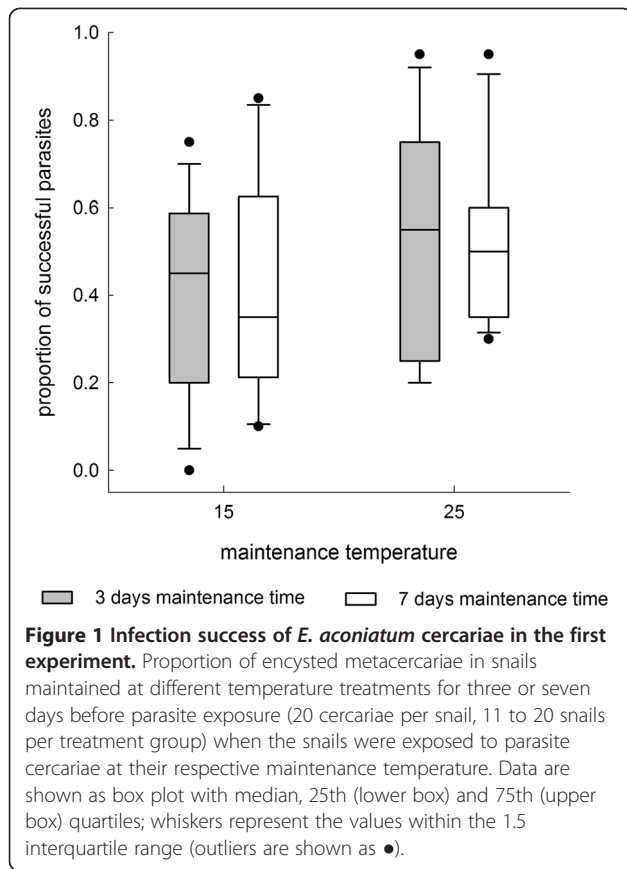 1.0
0.8
0.6
0.4
0.2
0.0
proportion of successful parasites
15 25
maintenance temperature
3 days maintenance time 7 days maintenance time
Figure 1 Infection success of E. aconiatum cercariae in the first
experiment. Proportion of encysted metacercariae in snails
maintained at different temperature treatments for three or seven
days before parasite exposure (20 cercariae per snail, 11 to 20 snails
per treatment group) when the snails were exposed to parasite
cercariae at their respective maintenance temperature. Data are
shown as box plot with median, 25th (lower box) and 75th (upper
box) quartiles; whiskers represent the values within the 1.5
interquartile range (outliers are shown as ●).